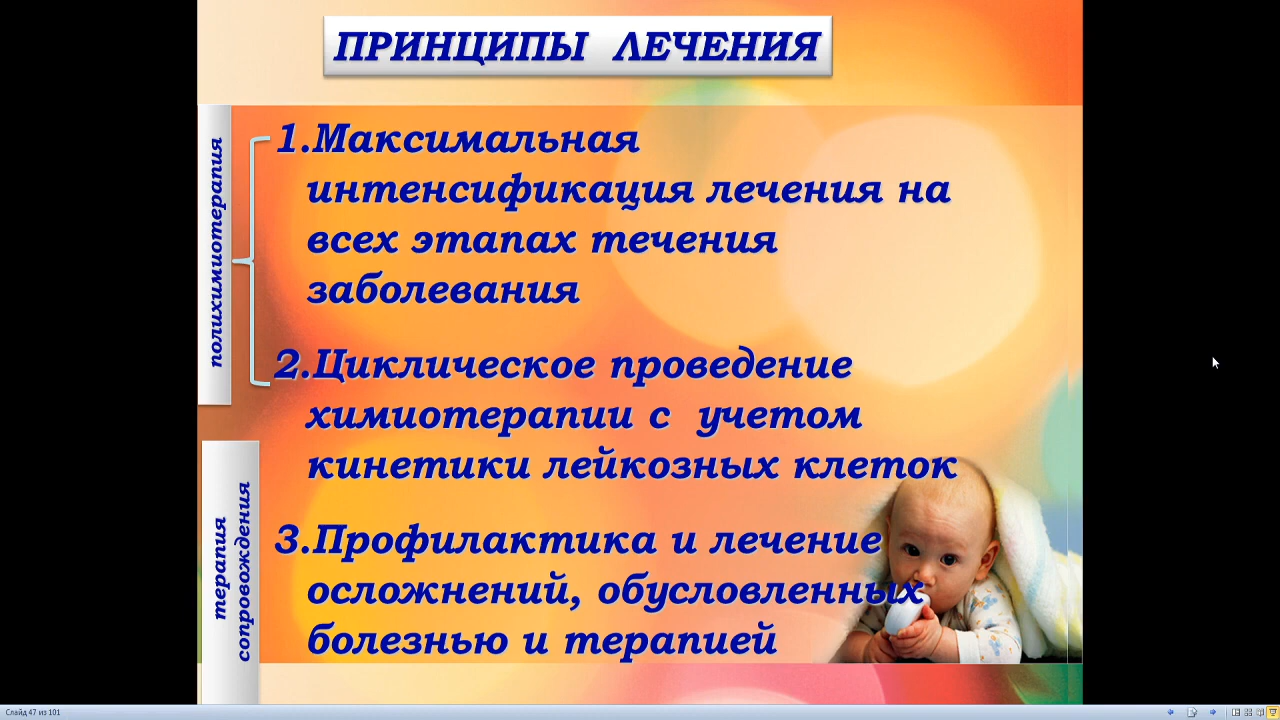 ПРИНЦИПЫ ЛЕЧЕНИЯ
полихимиотерапия
1.Максимальная
интенсификация лечения на
всех этапах течения
заболевания
2.Циклическое проведение
химиотерапии с учетом
кинетики лейкозных клеток
терапия
сопровождения
3.Профилактика и лечение
осложнений, обусловленных
болезнью и терапией
Слайд 47 из 101